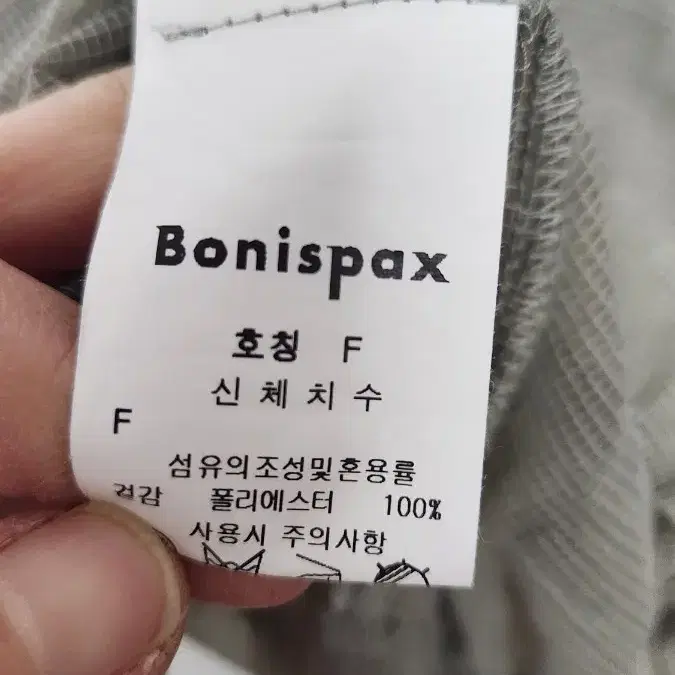 Bonispax
호칭 F
신체치수
F
섬유의조성및혼용률
겉감 폴리에스터 100%
사용시 주의사항